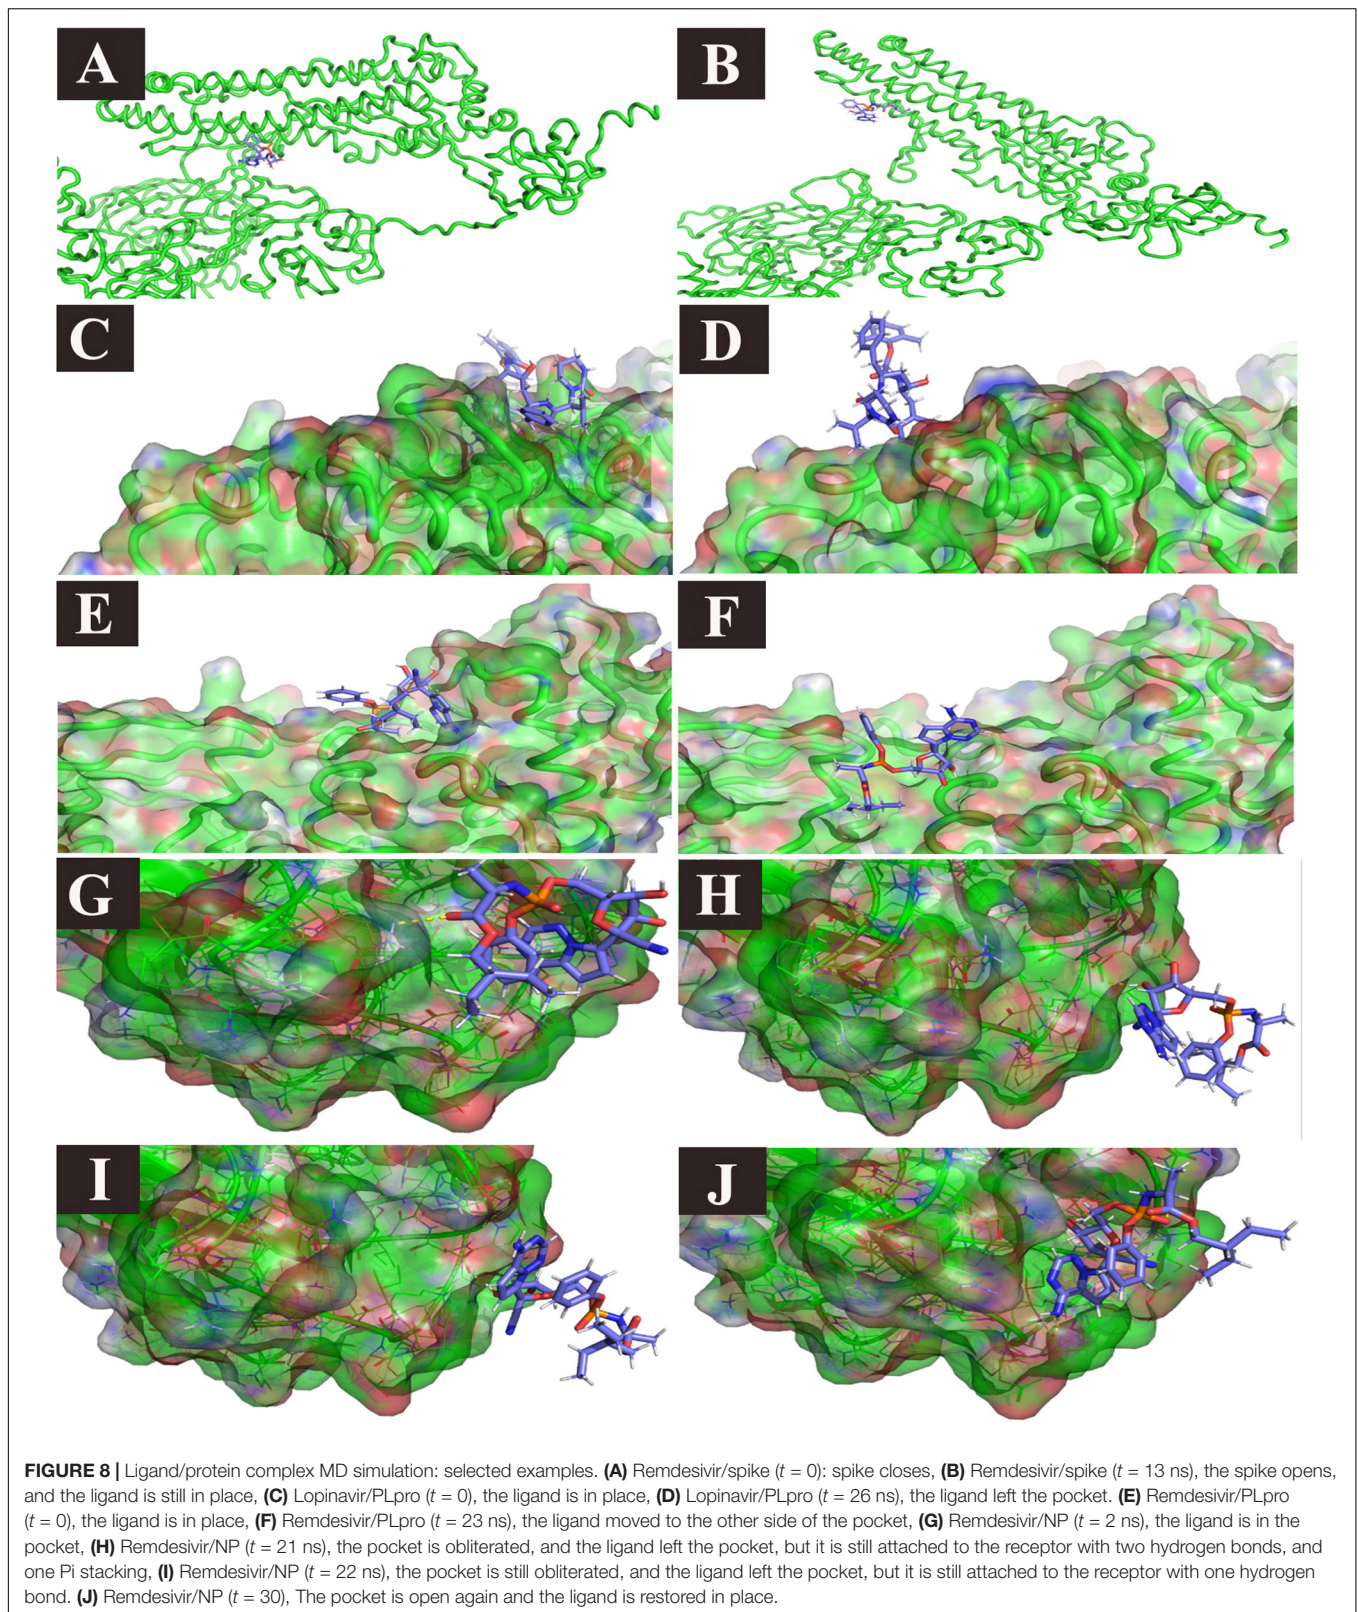 A
B
C
D
E
F
G
H
I
J
FIGURE 8 | Ligand/protein complex MD simulation: selected examples. (A) Remdesivir/spike (t = 0): spike closes, (B) Remdesivir/spike (t = 13 ns), the spike opens,
and the ligand is still in place, (C) Lopinavir/PLpro (t = 0), the ligand is in place, (D) Lopinavir/PLpro (t = 26 ns), the ligand left the pocket. (E) Remdesivir/PLpro
(t = 0), the ligand is in place, (F) Remdesivir/PLpro (t = 23 ns), the ligand moved to the other side of the pocket, (G) Remdesivir/NP (t = 2 ns), the ligand is in the
pocket, (H) Remdesivir/NP (t = 21 ns), the pocket is obliterated, and the ligand left the pocket, but it is still attached to the receptor with two hydrogen bonds, and
one Pi stacking, (I) Remdesivir/NP (t = 22 ns), the pocket is still obliterated, and the ligand left the pocket, but it is still attached to the receptor with one hydrogen
bond. (J) Remdesivir/NP (t = 30), The pocket is open again and the ligand is restored in place.